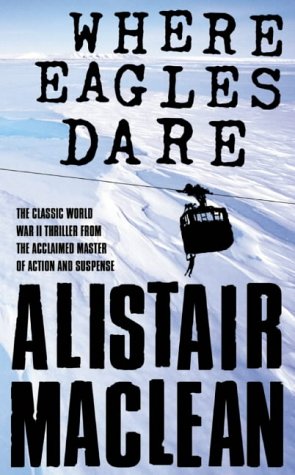 WHERE
EAGLES
DARE
THE CLASSIC WORLD
WAR II THRILLER FROM
THE ACCLAIMED MASTER
OF ACTION AND SUSPENSE
ALISTAIR
MACLEAN